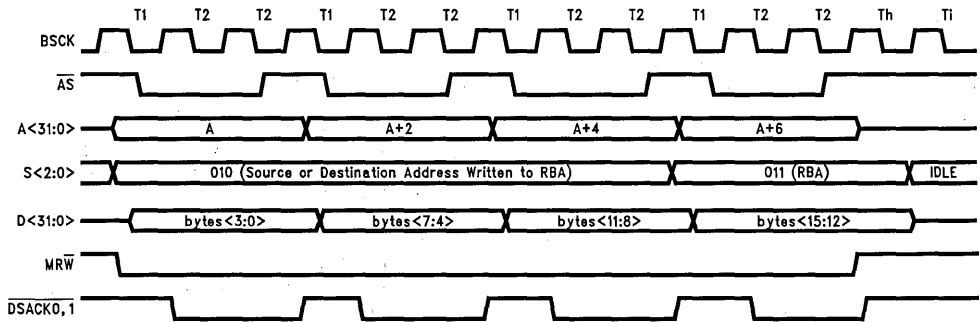 T1 T2 T2 T1 T2 T2 T1 T2 T2 T1 T2 T2 Th Ti
BSCK
AS
A<31:0> A A+2 A+4 A+6
S<2:0> 010 (Source or Destination Address Written to RBA) 011 (RBA) IDLE
D<31:0> bytes<3:0> bytes<7:4> bytes<11:8> bytes<15:12>
MRW
DSACK0,1